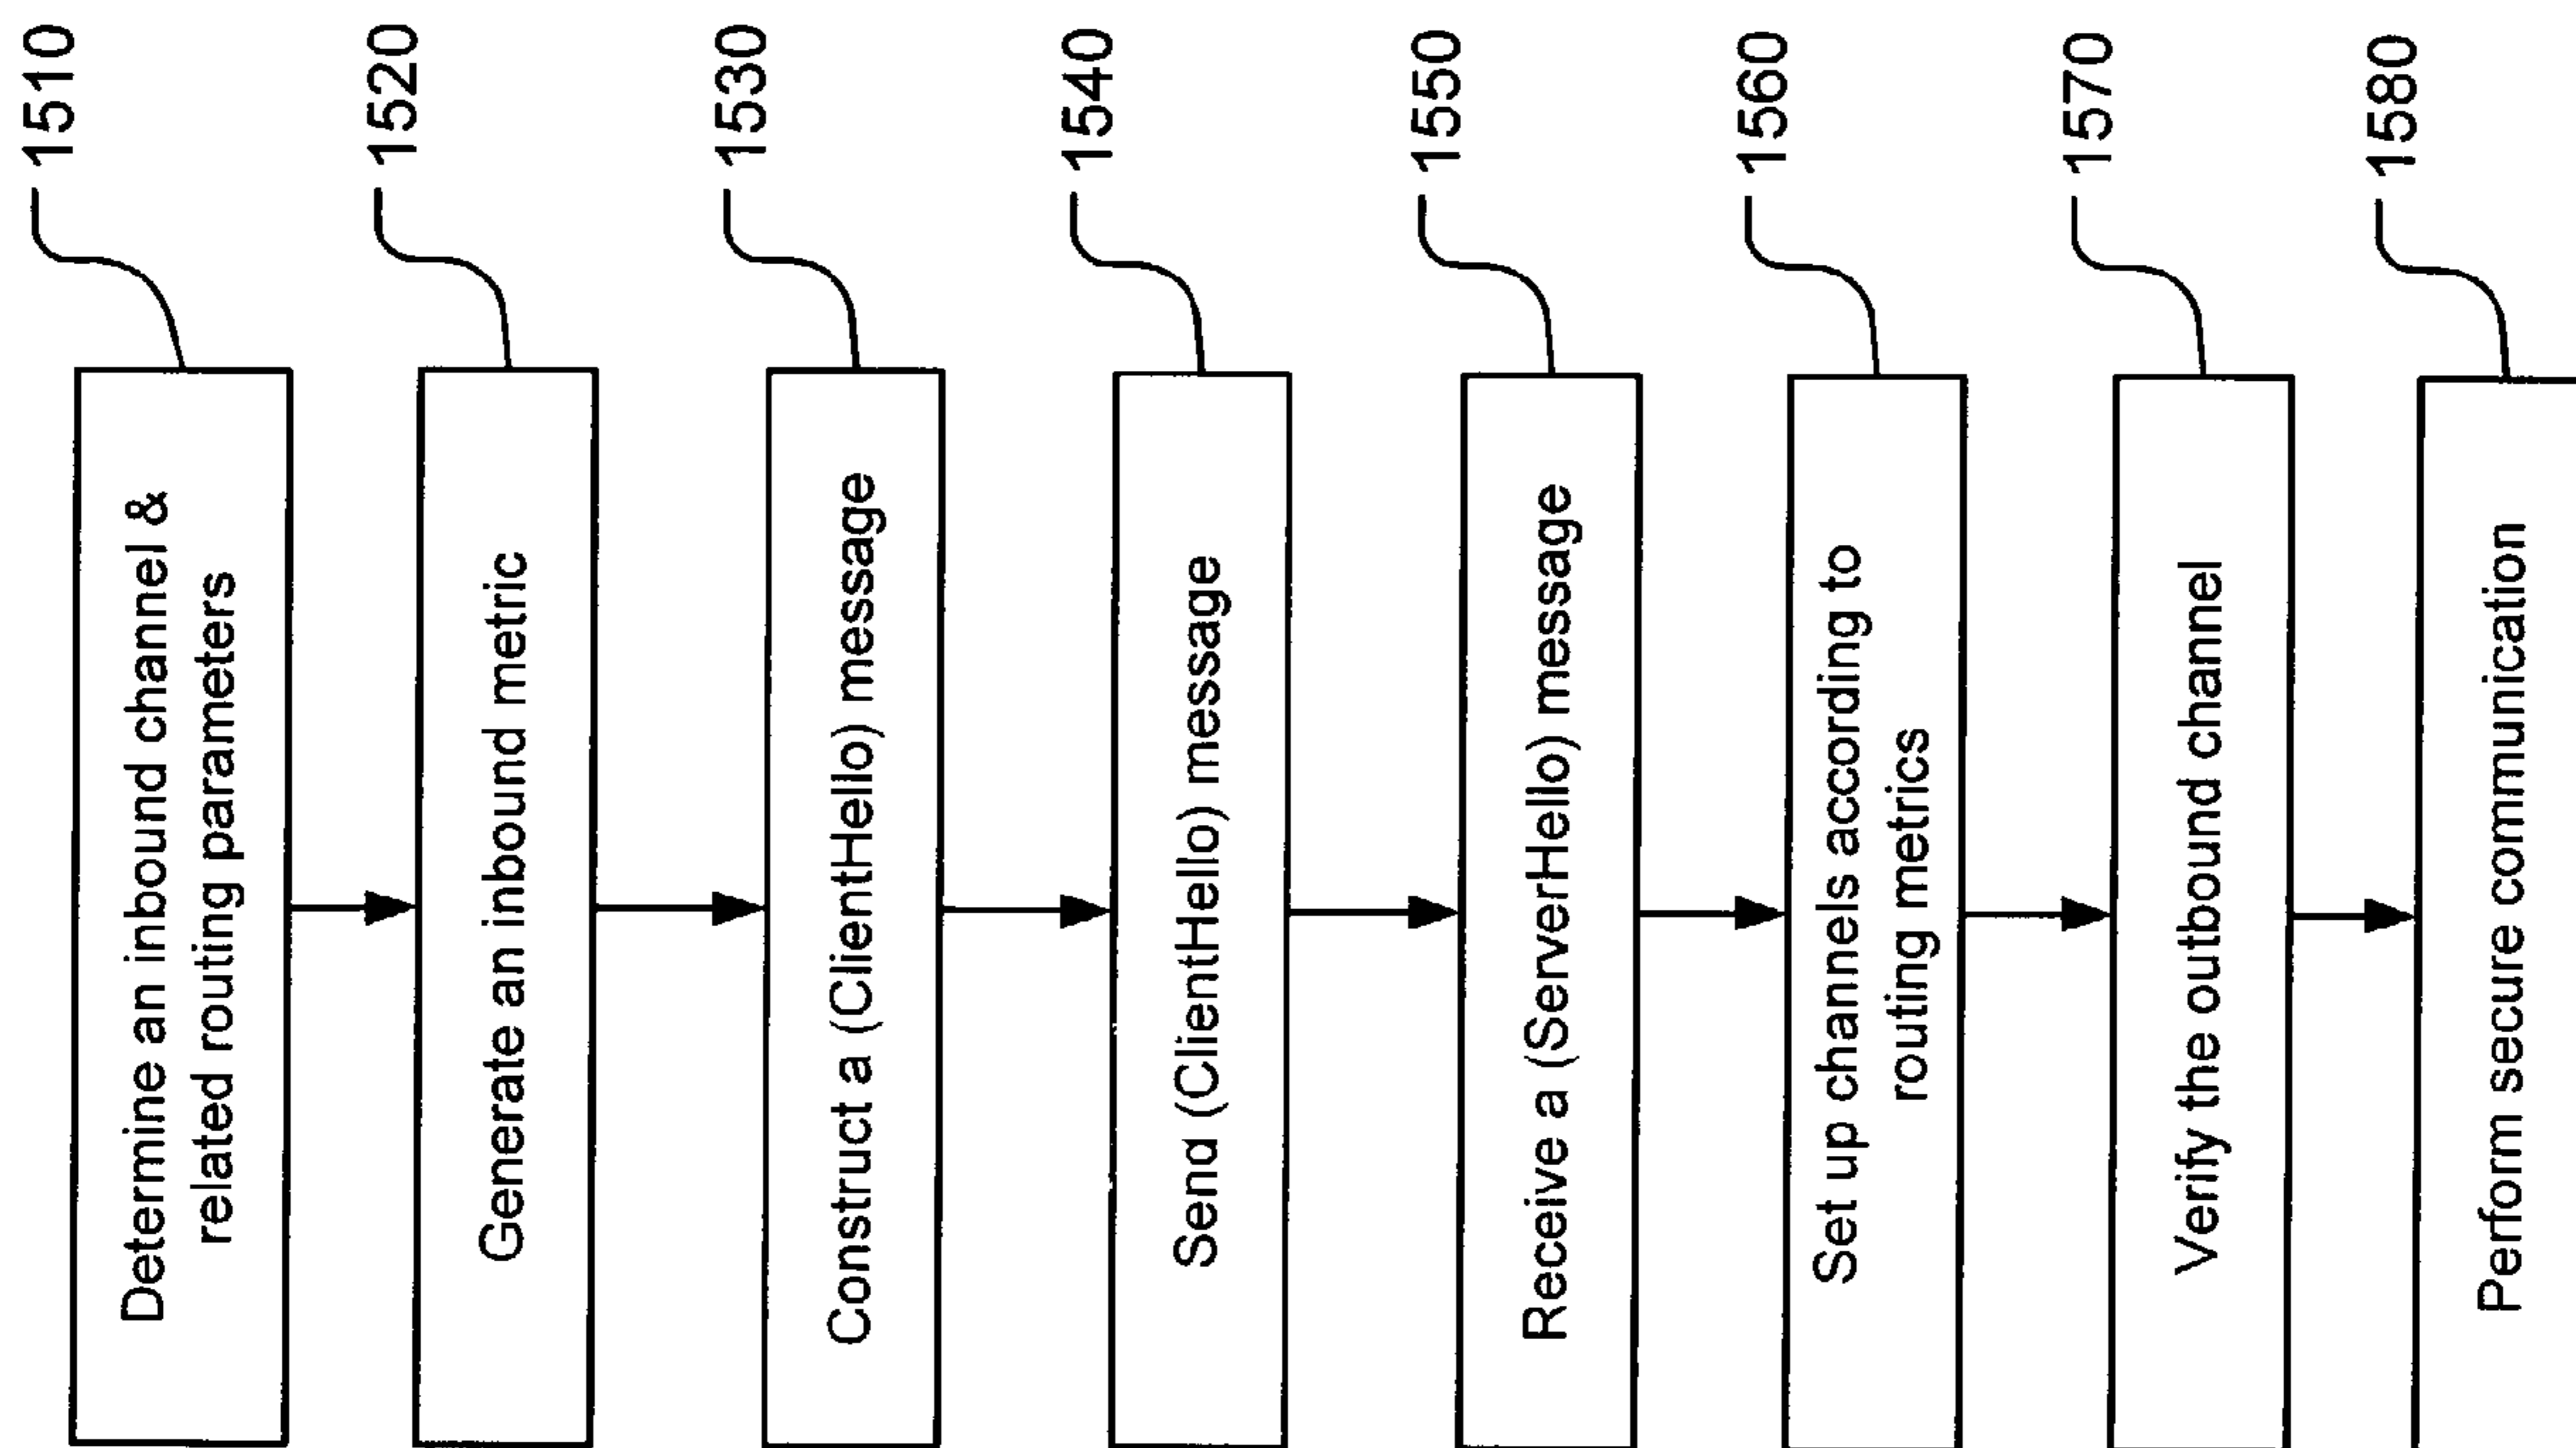 Determine an inbound channel &
related routing parameters
1510
Generate an inbound metric
1520
Construct a (ClientHello) message
1530
Send (ClientHello) message
1540
Receive a (ServerHello) message
1550
Set up channels according to
routing metrics
1560
Verify the outbound channel
1570
Perform secure communication
1580